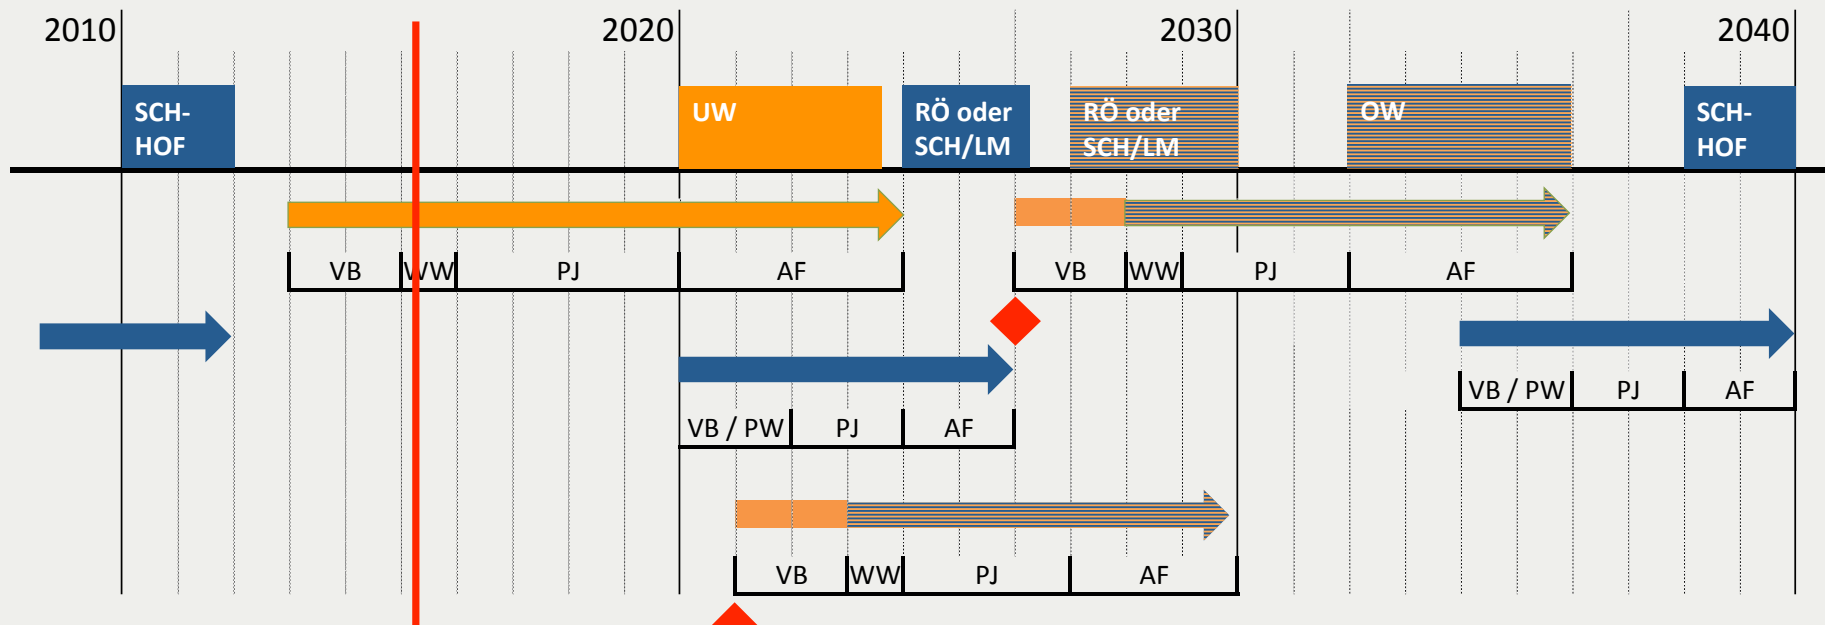 2010
2020
2030
2040
SCH-
HOF
UW
RÖ oder
SCH/LM
RÖ oder
SCH/LM
OW
SCH-
HOF
VB WW PJ AF
VB WW PJ AF
VB / PW PJ AF
VB / PW PJ AF
VB WW PJ AF